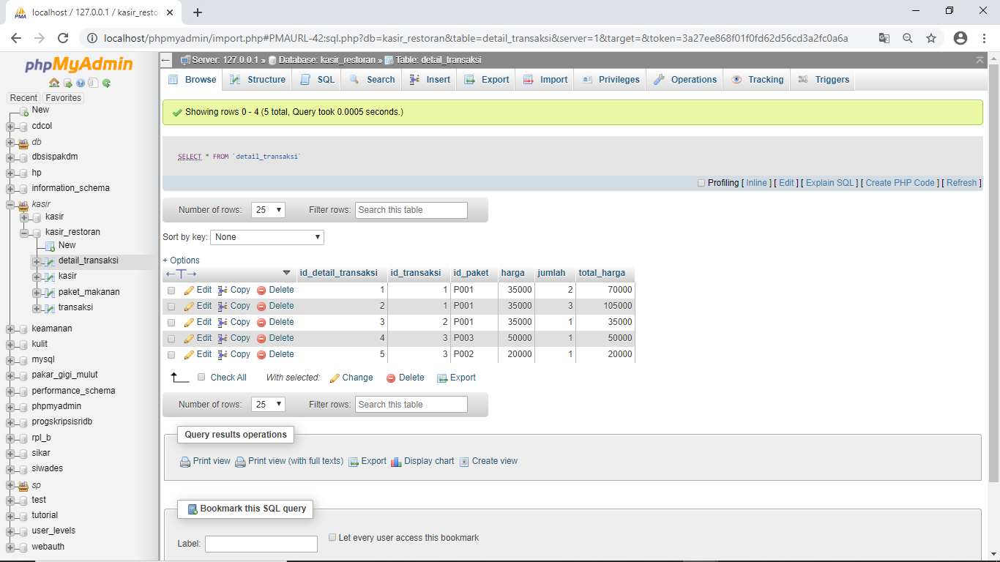 localhost / 127.0.0.1 / kasir_resto
localhost/phpmyadmin/import.php#PMAURL-42:sql.php?db=kasir_restoran&table=detail_transaksi&server=1&target=&token=3a27ee868f01f0fd62d56cd3a2fc0a6a
phpMyAdmin
Recent Favorites
New
cdcol
db
dbsispakdm
hp
information_schema
kasir
kasir
kasir_restoran
New
detail_transaksi
kasir
paket_makanan
transaksi
keamanan
kulit
mysql
pakar_gigi_mulut
performance_schema
phpmyadmin
progskripsisridb
rpl_b
sikar
siwades
sp
test
tutorial
user_levels
webauth
Server: 127.0.0.1 » Database: kasir_restoran » Table: detail_transaksi
Browse Structure SQL Search Insert Export Import Privileges Operations Tracking Triggers
Showing rows 0 - 4 (5 total, Query took 0.0005 seconds.)
SELECT * FROM `detail_transaksi`
Profiling [ Inline ] [ Edit ] [ Explain SQL ] [ Create PHP Code ] [ Refresh ]
Number of rows: 25 Filter rows: Search this table
Sort by key: None
+ Options
←T→ id_detail_transaksi id_transaksi id_paket harga jumlah total_harga
Edit Copy Delete 1 1 P001 35000 2 70000
Edit Copy Delete 2 1 P001 35000 3 105000
Edit Copy Delete 3 2 P001 35000 1 35000
Edit Copy Delete 4 3 P003 50000 1 50000
Edit Copy Delete 5 3 P002 20000 1 20000
Check All With selected: Change Delete Export
Number of rows: 25 Filter rows: Search this table
Query results operations
Print view Print view (with full texts) Export Display chart Create view
Bookmark this SQL query
Label: Let every user access this bookmark